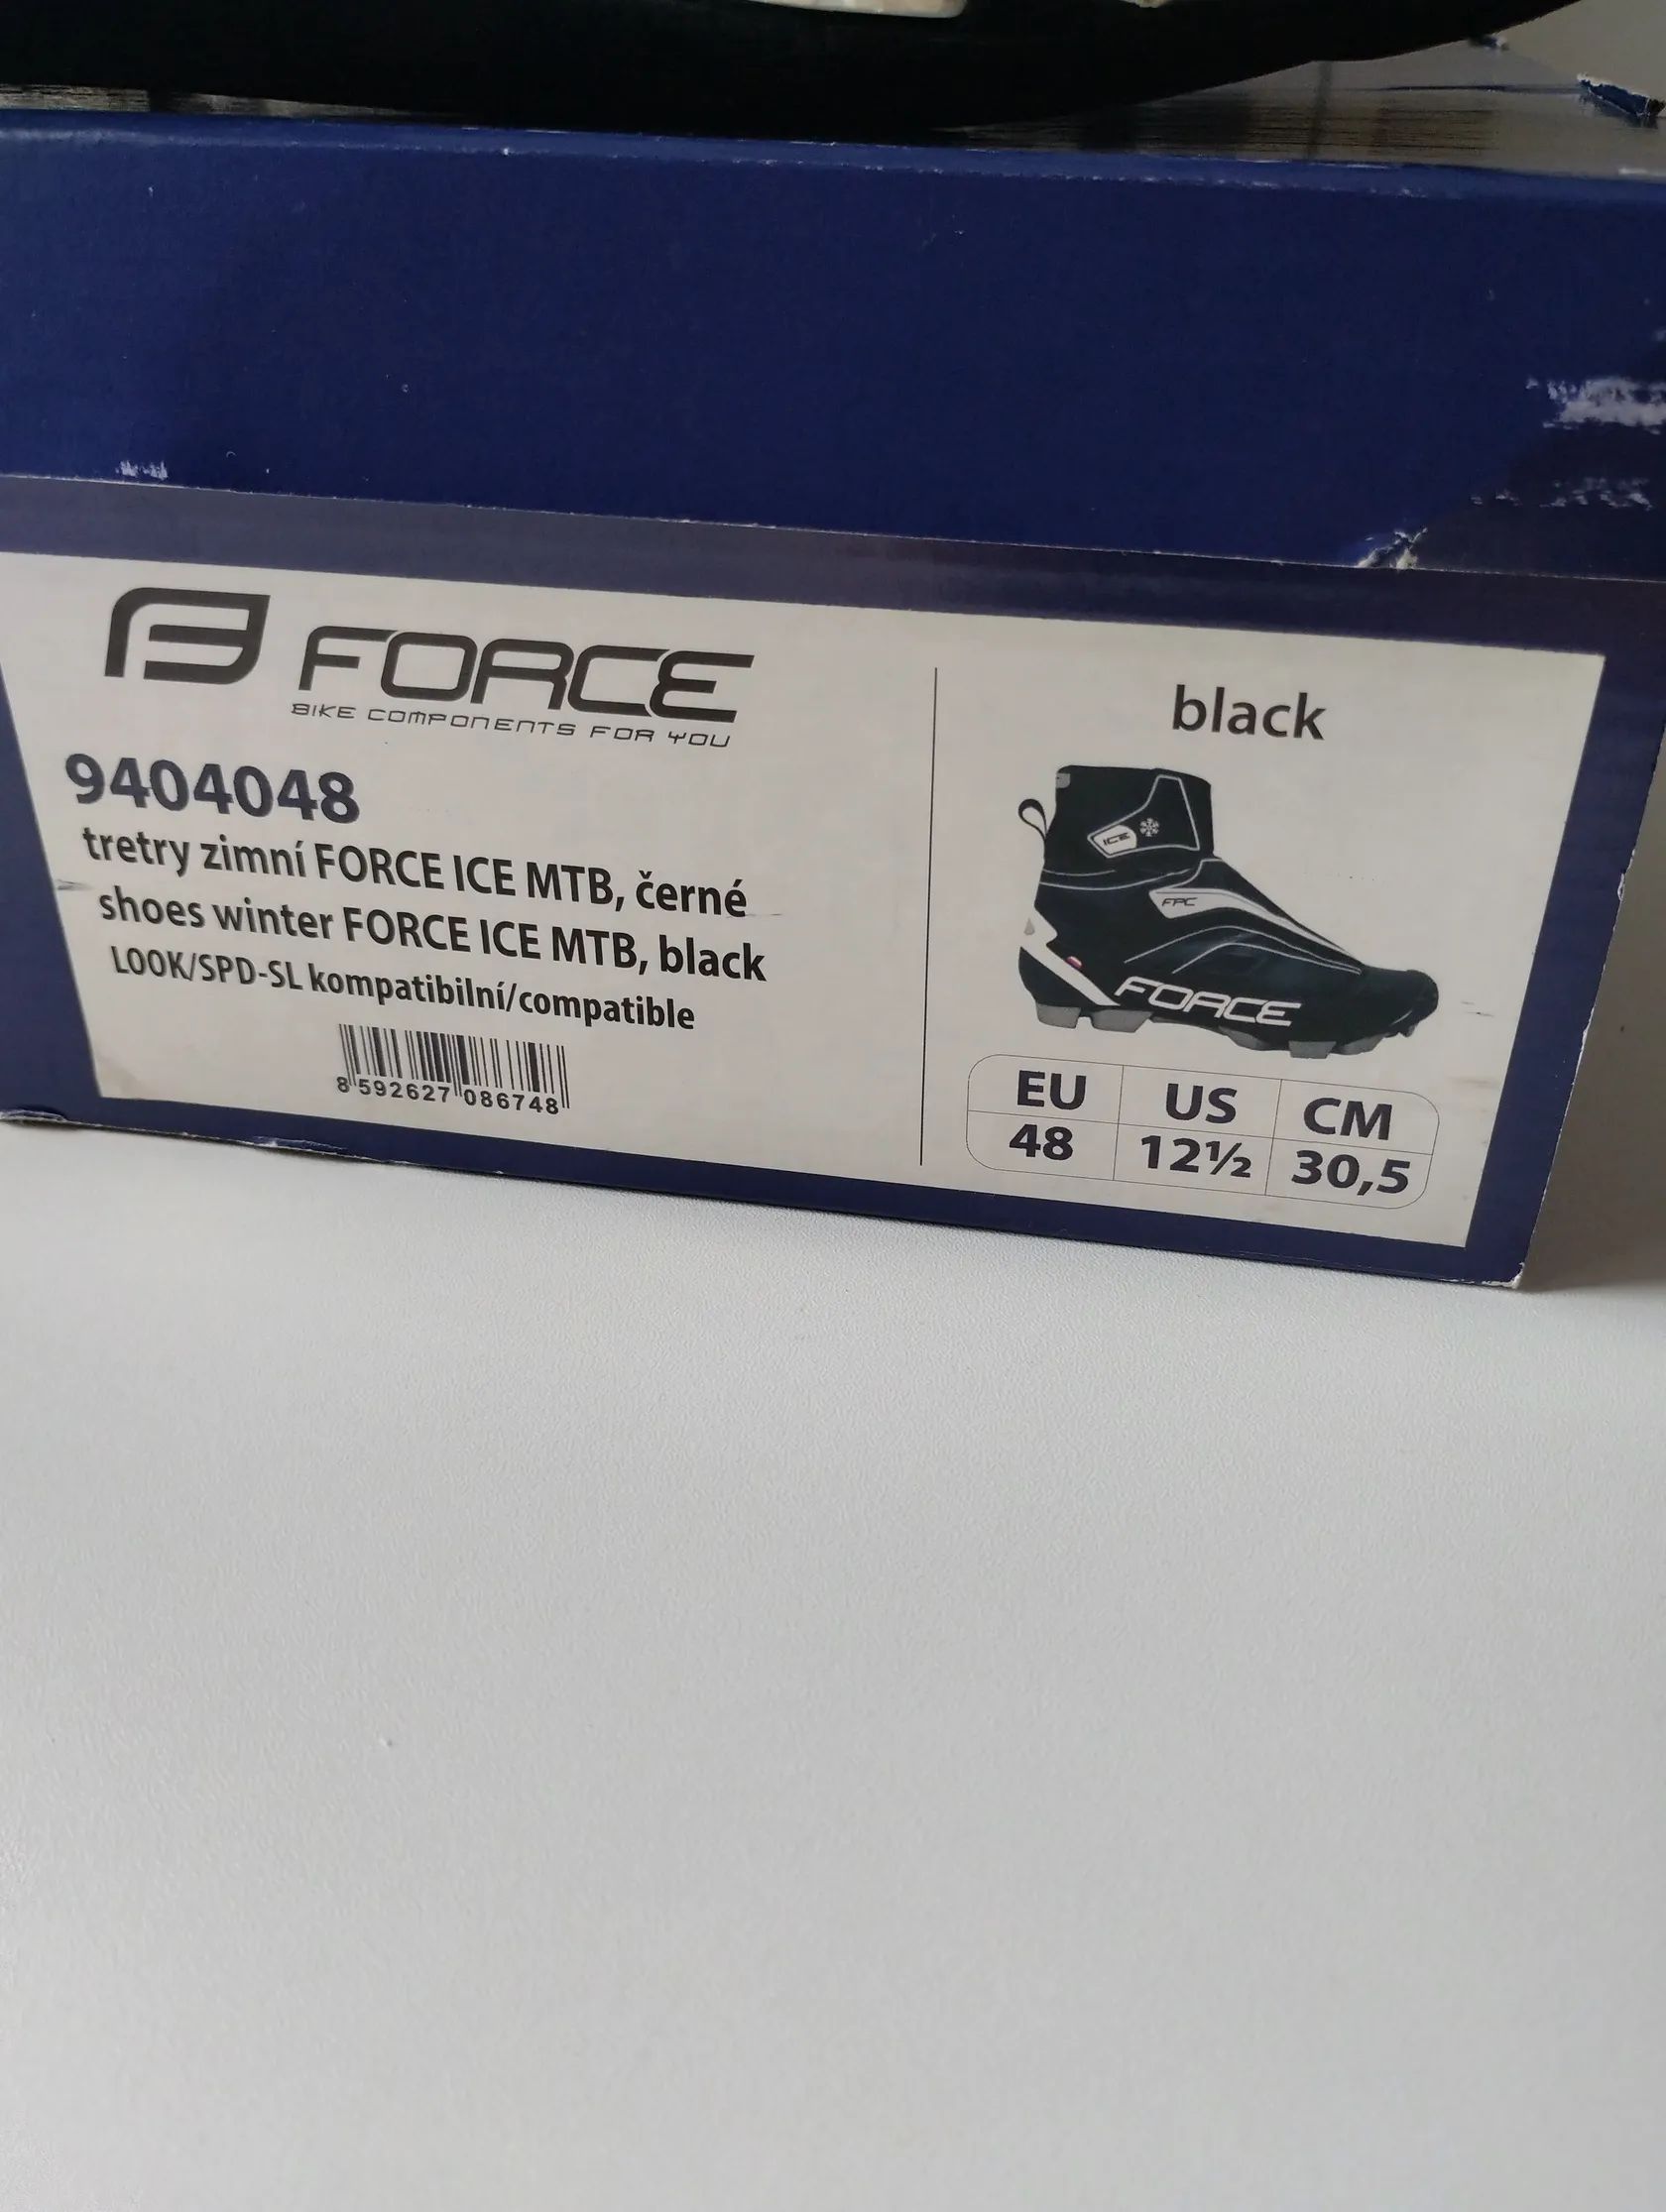 FORCE
BIKE COMPONENTS FOR YOU
9404048
tretry zimní FORCE ICE MTB, černé
shoes winter FORCE ICE MTB, black
LOOK/SPD-SL kompatibilní/compatible
8 592627 086748
black
ICE
FPC
FORCE
EU US CM
48 12½ 30,5